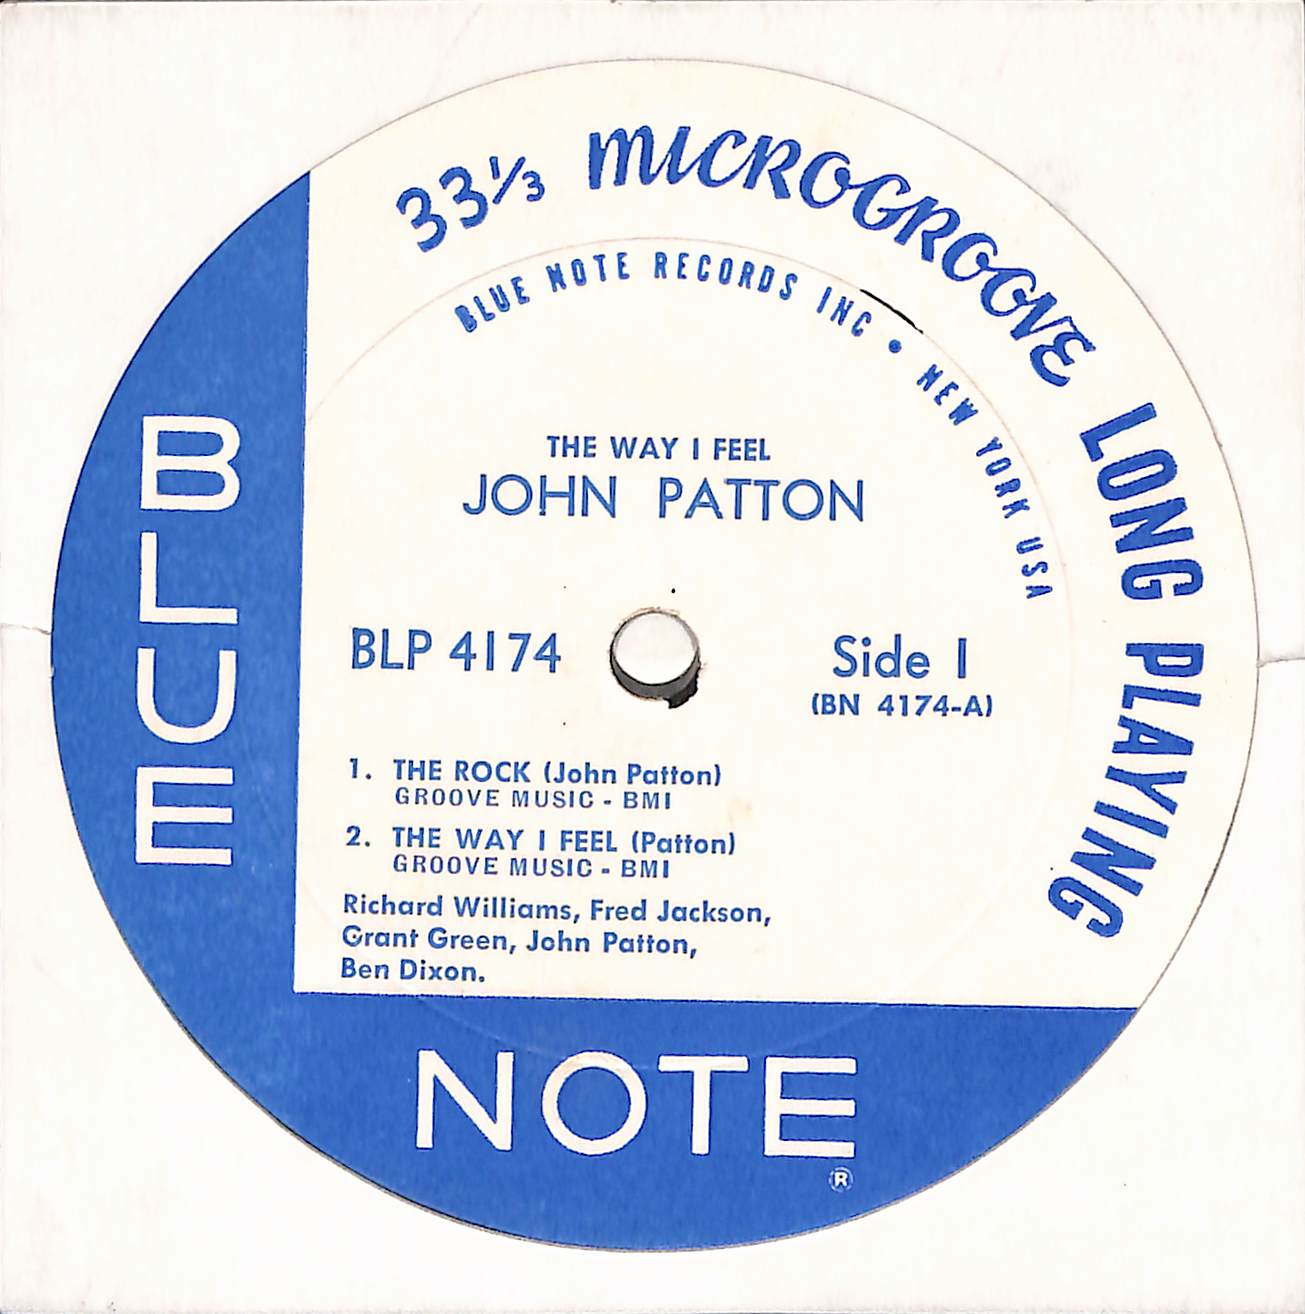 33⅓ MICROGROOVE LONG PLAYING
BLUE NOTE RECORDS INC • NEW YORK USA
THE WAY I FEEL
JOHN PATTON
BLP 4174
Side 1
(BN 4174-A)
1. THE ROCK (John Patton)
GROOVE MUSIC - BMI
2. THE WAY I FEEL (Patton)
GROOVE MUSIC - BMI
Richard Williams, Fred Jackson,
Grant Green, John Patton,
Ben Dixon.
BLUE
NOTE
®